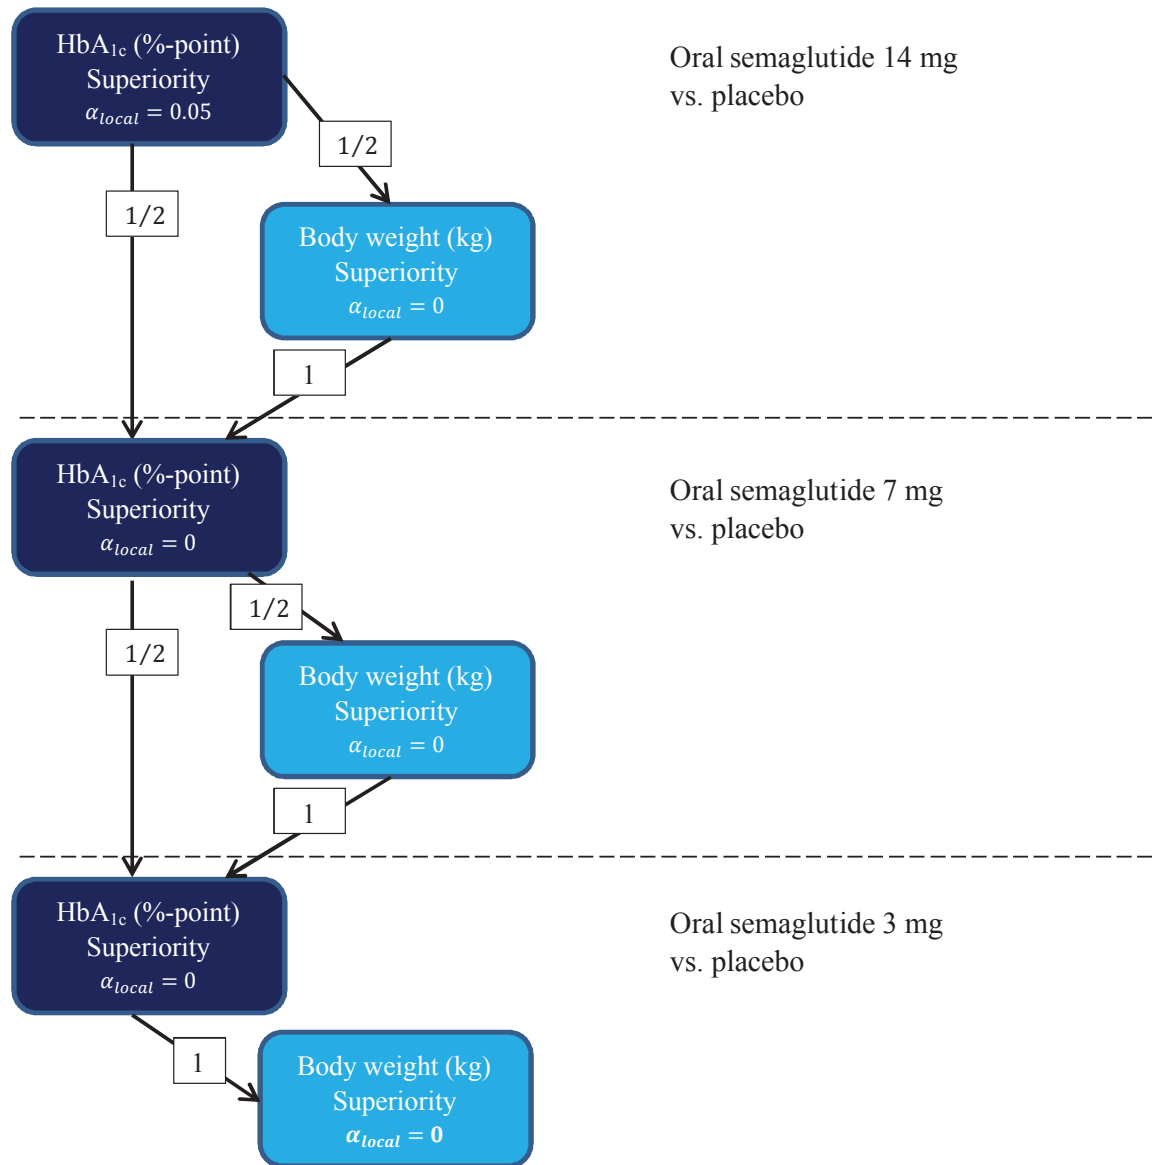 HbA1c (%-point)
Superiority
αlocal = 0.05
Oral semaglutide 14 mg
vs. placebo
1/2
1/2
Body weight (kg)
Superiority
αlocal = 0
1
HbA1c (%-point)
Superiority
αlocal = 0
Oral semaglutide 7 mg
vs. placebo
1/2
1/2
Body weight (kg)
Superiority
αlocal = 0
1
HbA1c (%-point)
Superiority
αlocal = 0
Oral semaglutide 3 mg
vs. placebo
1
Body weight (kg)
Superiority
αlocal = 0